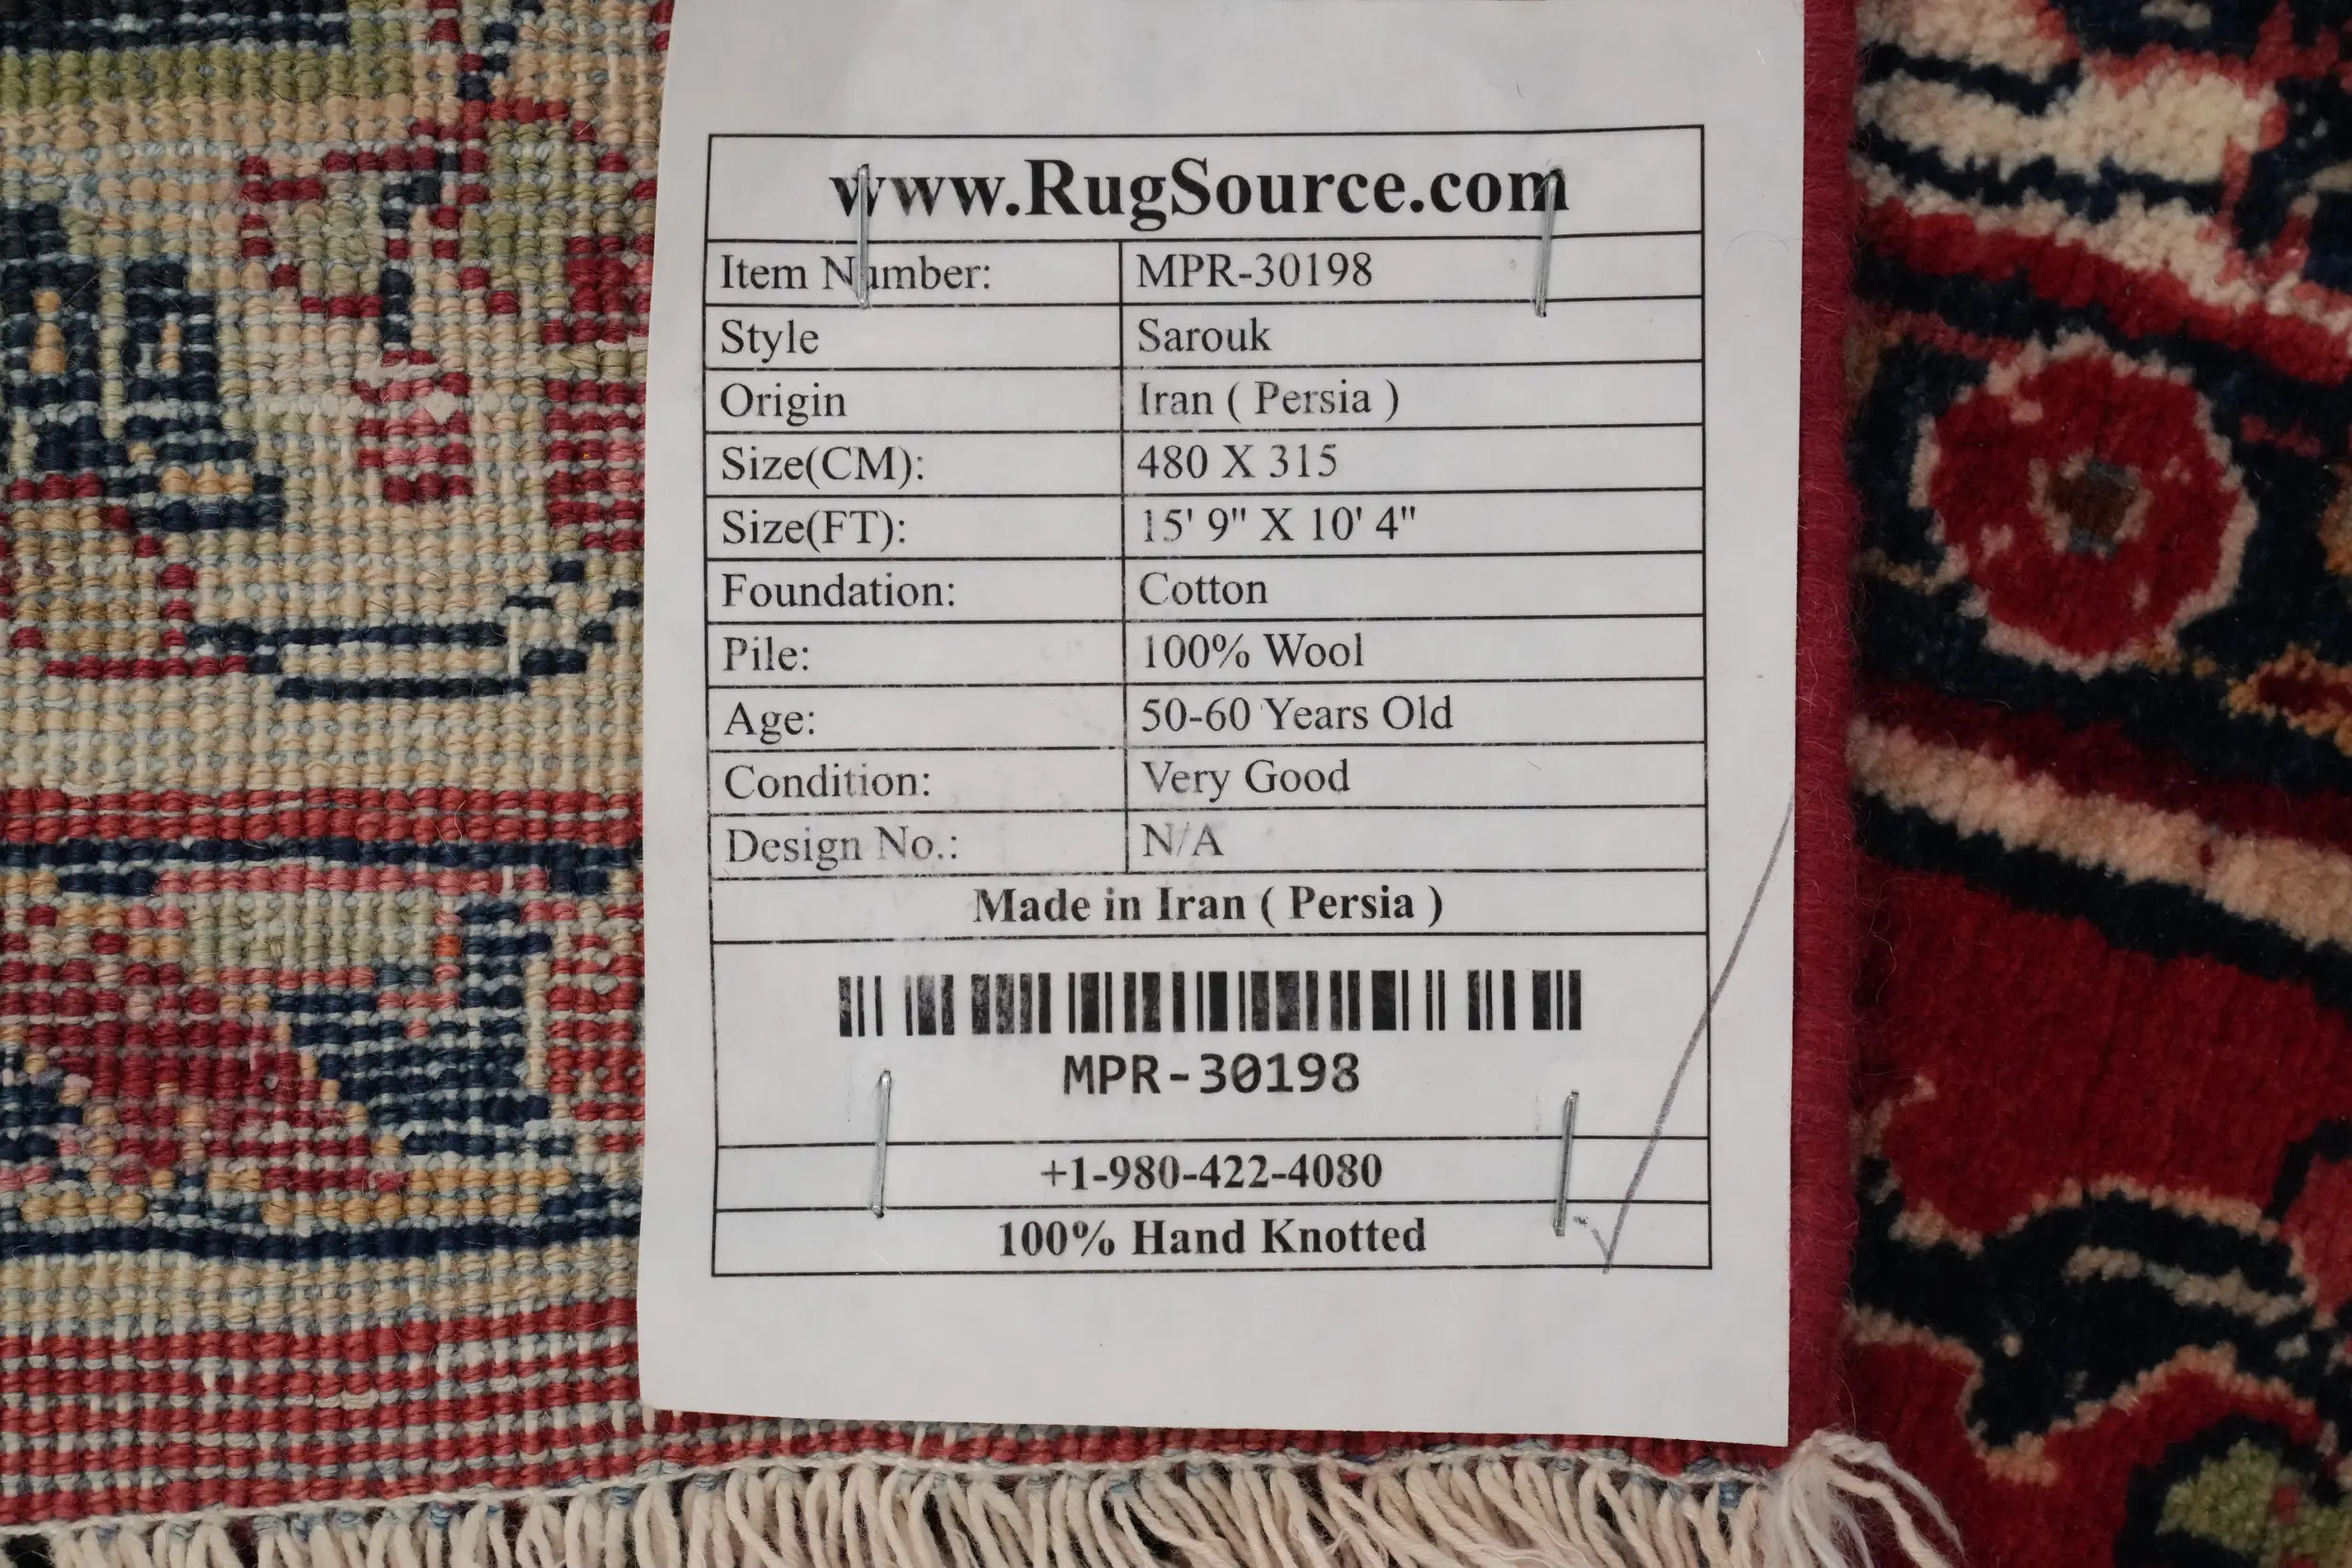 www.RugSource.com
Item Number: MPR-30198
Style Sarouk
Origin Iran ( Persia )
Size(CM): 480 X 315
Size(FT): 15' 9" X 10' 4"
Foundation: Cotton
Pile: 100% Wool
Age: 50-60 Years Old
Condition: Very Good
Design No.: N/A
Made in Iran ( Persia )
MPR-30198
+1-980-422-4080
100% Hand Knotted